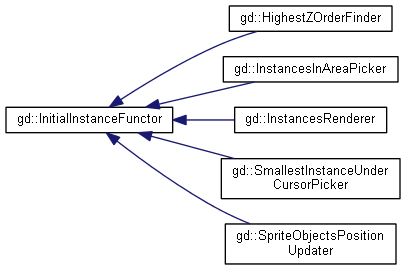 gd::HighestZOrderFinder
gd::InstancesInAreaPicker
gd::InitialInstanceFunctor
gd::InstancesRenderer
gd::SmallestInstanceUnder
CursorPicker
gd::SpriteObjectsPosition
Updater